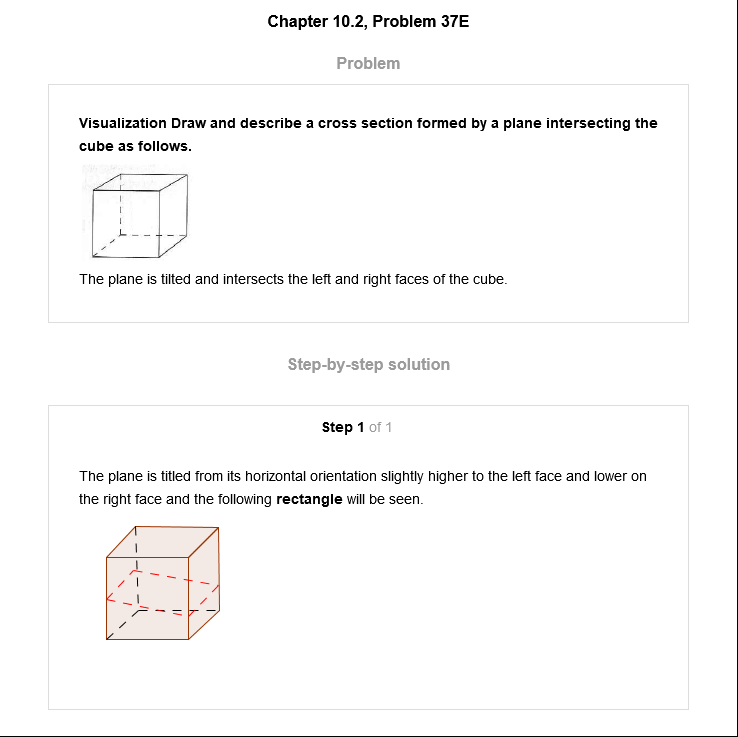 Chapter 10.2, Problem 37E
Problem
Visualization Draw and describe a cross section formed by a plane intersecting the
cube as follows.
The plane is tilted and intersects the left and right faces of the cube.
Step-by-step solution
Step 1 of 1
The plane is titled from its horizontal orientation slightly higher to the left face and lower on
the right face and the following rectangle will be seen.